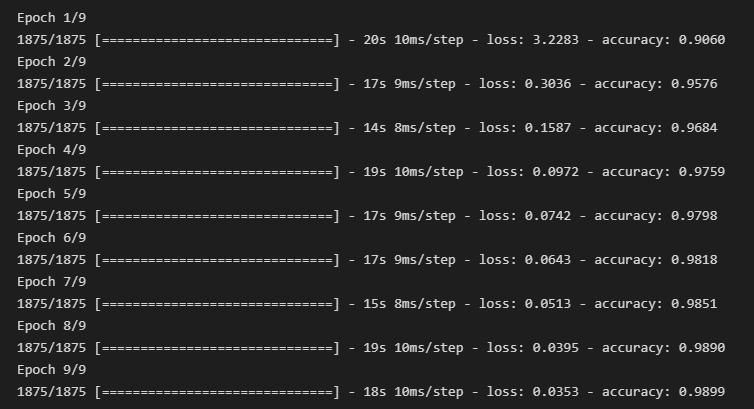 Epoch 1/9
1875/1875 [==============================] - 20s 10ms/step - loss: 3.2283 - accuracy: 0.9060
Epoch 2/9
1875/1875 [==============================] - 17s 9ms/step - loss: 0.3036 - accuracy: 0.9576
Epoch 3/9
1875/1875 [==============================] - 14s 8ms/step - loss: 0.1587 - accuracy: 0.9684
Epoch 4/9
1875/1875 [==============================] - 19s 10ms/step - loss: 0.0972 - accuracy: 0.9759
Epoch 5/9
1875/1875 [==============================] - 17s 9ms/step - loss: 0.0742 - accuracy: 0.9798
Epoch 6/9
1875/1875 [==============================] - 17s 9ms/step - loss: 0.0643 - accuracy: 0.9818
Epoch 7/9
1875/1875 [==============================] - 15s 8ms/step - loss: 0.0513 - accuracy: 0.9851
Epoch 8/9
1875/1875 [==============================] - 19s 10ms/step - loss: 0.0395 - accuracy: 0.9890
Epoch 9/9
1875/1875 [==============================] - 18s 10ms/step - loss: 0.0353 - accuracy: 0.9899